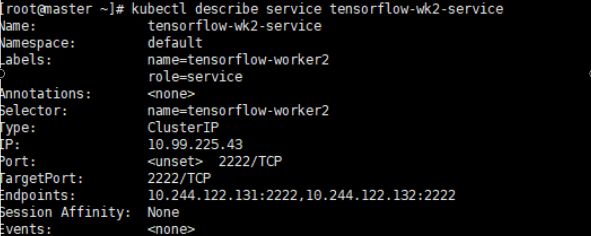 [root@master ~]# kubectl describe service tensorflow-wk2-service
Name: tensorflow-wk2-service
Namespace: default
Labels: name=tensorflow-worker2
role=service
Annotations: <none>
Selector: name=tensorflow-worker2
Type: ClusterIP
IP: 10.99.225.43
Port: <unset> 2222/TCP
TargetPort: 2222/TCP
Endpoints: 10.244.122.131:2222,10.244.122.132:2222
Session Affinity: None
Events: <none>